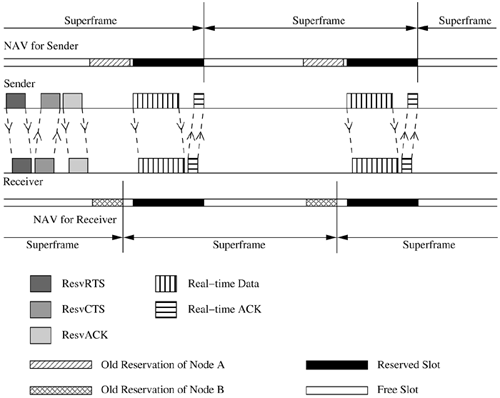 Superframe Superframe Superframe
NAV for Sender
Sender
Receiver
NAV for Receiver
Superframe Superframe Superframe
ResvRTS Real-time Data
ResvCTS Real-time ACK
ResvACK
Old Reservation of Node A Reserved Slot
Old Reservation of Node B Free Slot